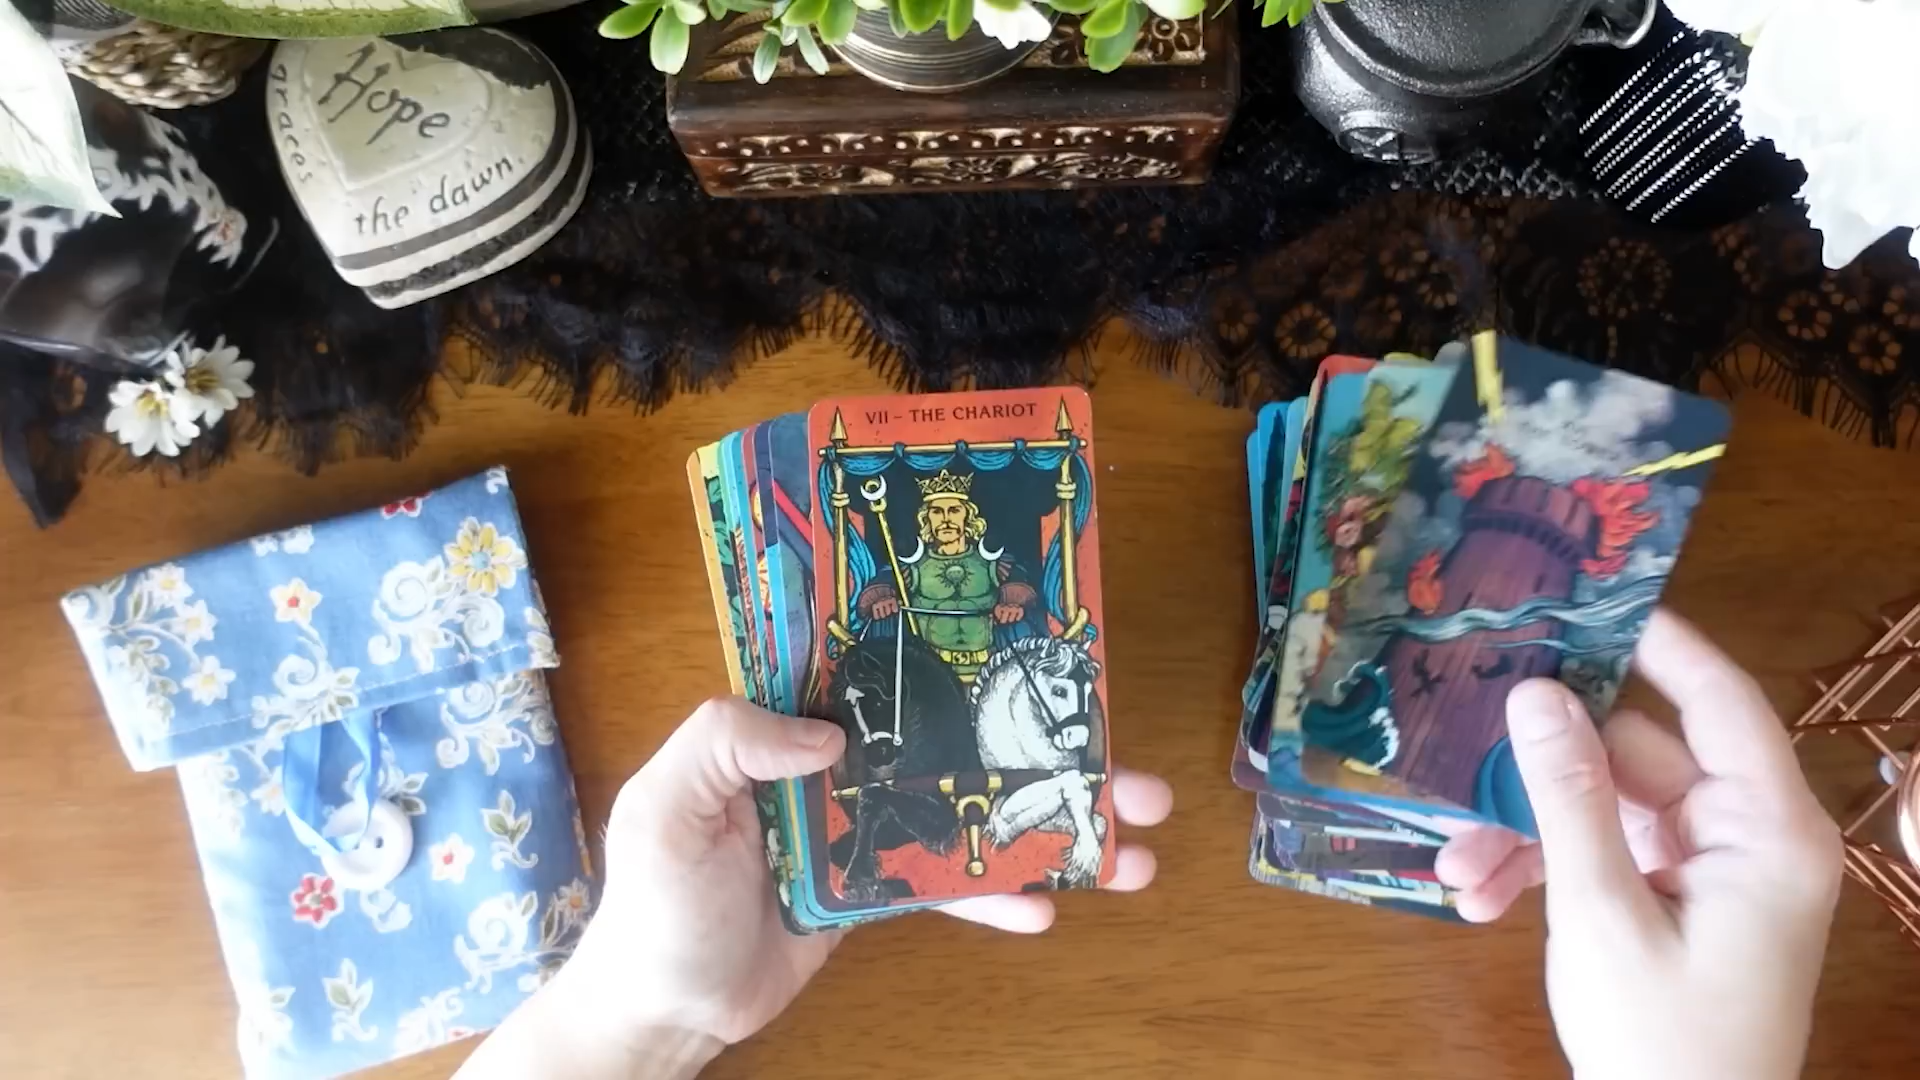 Hope
graces
the dawn.
VII – THE CHARIOT